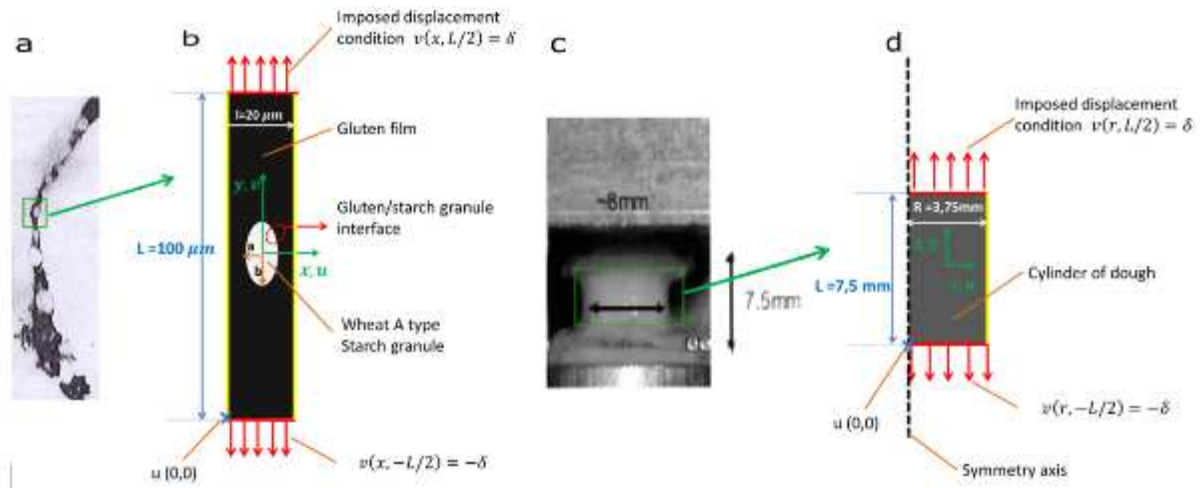 a
b
Imposed displacement
condition v(x, L/2) = δ
l=20 μm
Gluten film
y, v
Gluten/starch granule
interface
L =100 μm
a
b
x, u
Wheat A type
Starch granule
u (0,0)
v(x, −L/2) = −δ
c
~8mm
7.5mm
d
Imposed displacement
condition v(r, L/2) = δ
R =3,75mm
L =7,5 mm
Cylinder of dough
u (0,0)
v(r, −L/2) = −δ
Symmetry axis